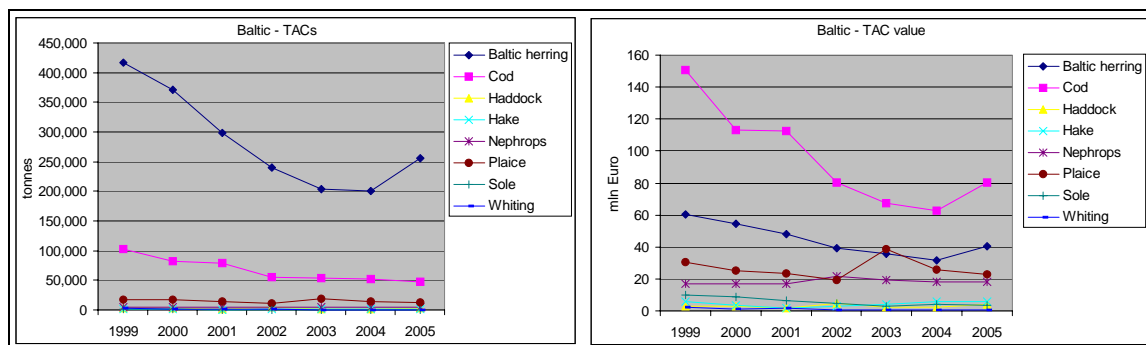 Baltic - TACs
450,000
400,000
350,000
300,000
250,000
200,000
150,000
100,000
50,000
0
tonnes
1999 2000 2001 2002 2003 2004 2005
Baltic herring
Cod
Haddock
Hake
Nephrops
Plaice
Sole
Whiting
Baltic - TAC value
160
140
120
100
80
60
40
20
0
mln Euro
1999 2000 2001 2002 2003 2004 2005
Baltic herring
Cod
Haddock
Hake
Nephrops
Plaice
Sole
Whiting